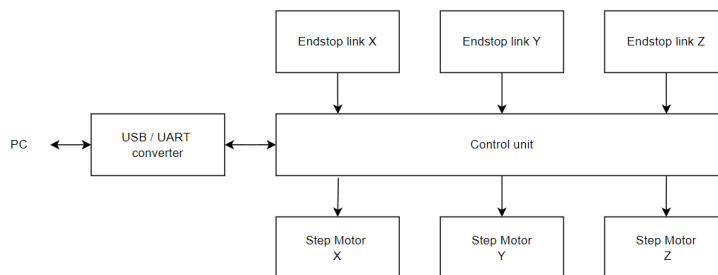 Endstop link X
Endstop link Y
Endstop link Z
PC
USB / UART
converter
Control unit
Step Motor
X
Step Motor
Y
Step Motor
Z